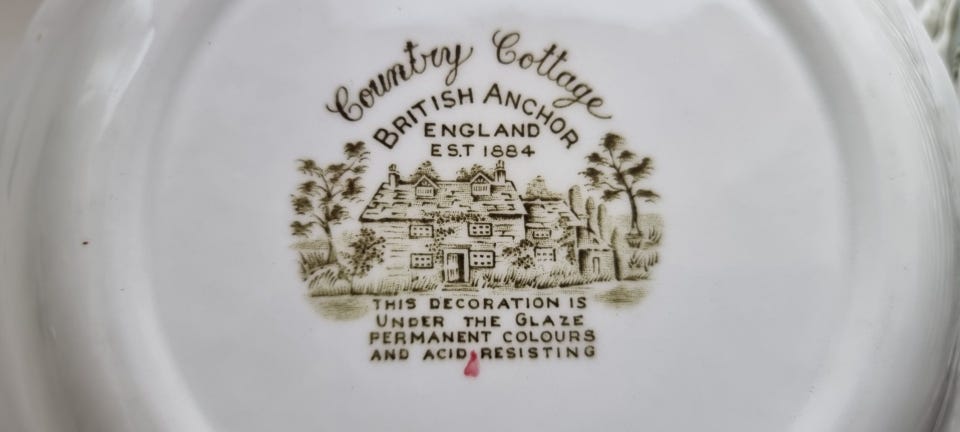 Country Cottage
BRITISH ANCHOR
ENGLAND
EST 1884
THIS DECORATION IS
UNDER THE GLAZE
PERMANENT COLOURS
AND ACID RESISTING